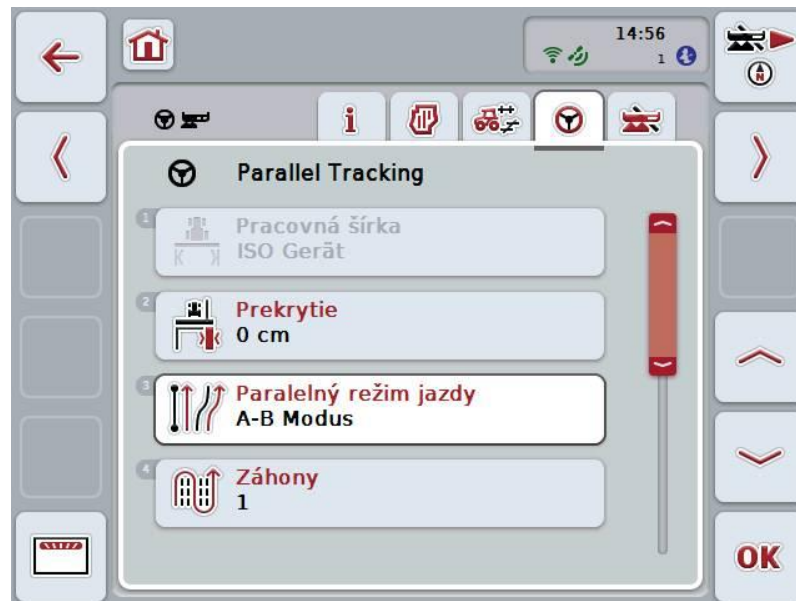 14:56
1
i
N
Parallel Tracking
1
Pracovná šírka
ISO Gerät
2
Prekrytie
0 cm
3
Paralelný režim jazdy
A-B Modus
4
Záhony
1
OK